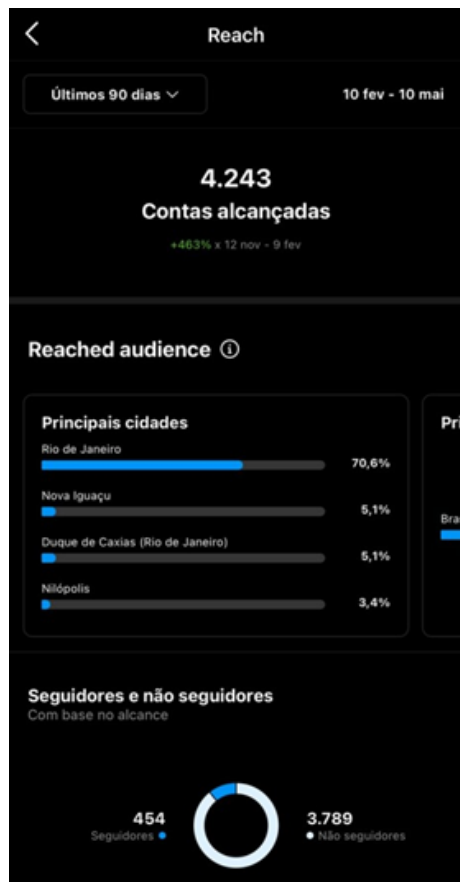 Reach
Últimos 90 dias
10 fev - 10 mai
4.243
Contas alcançadas
+463% x 12 nov - 9 fev
Reached audience
Principais cidades
Rio de Janeiro
70,6%
Nova Iguaçu
5,1%
Duque de Caxias (Rio de Janeiro)
5,1%
Nilópolis
3,4%
Pri
Bra
Seguidores e não seguidores
Com base no alcance
454
Seguidores
3.789
Não seguidores